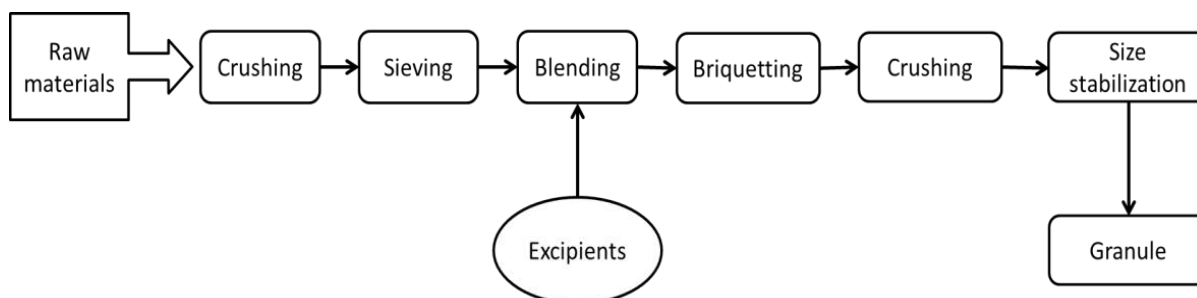 Raw
materials
Crushing
Sieving
Blending
Briquetting
Crushing
Size
stabilization
Excipients
Granule